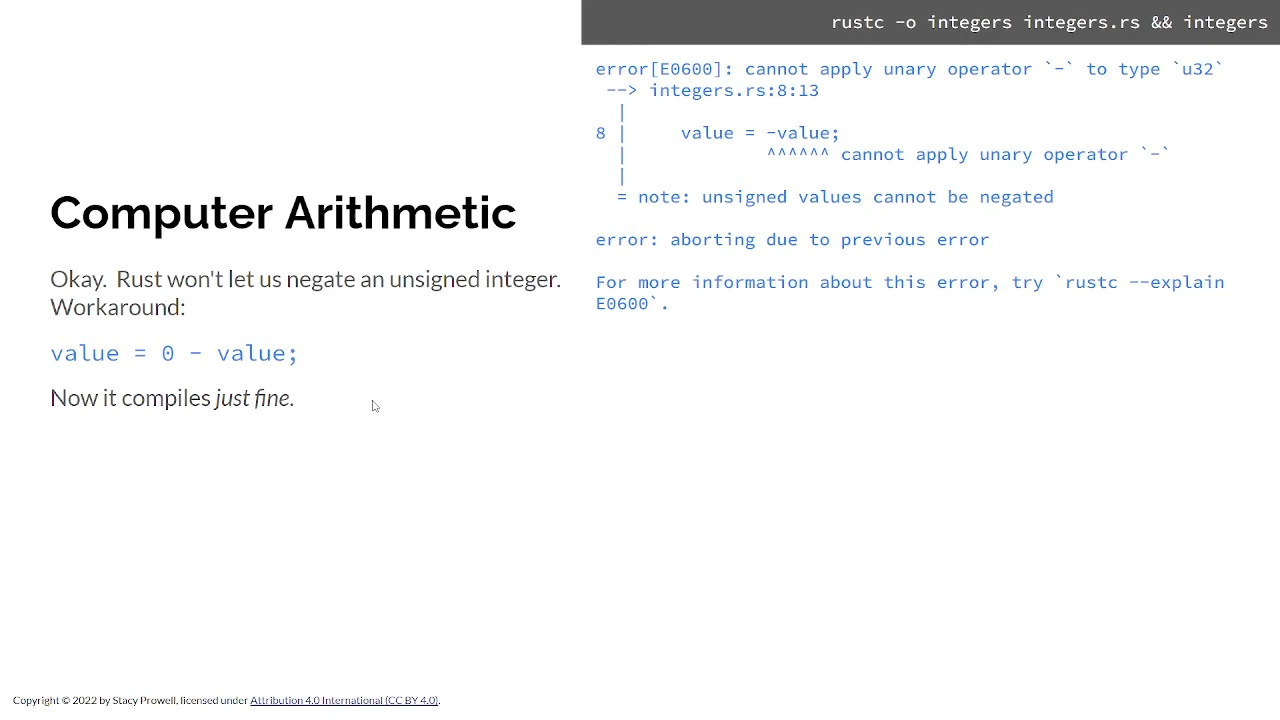 rustc -o integers integers.rs && integers
error[E0600]: cannot apply unary operator `-` to type `u32`
 --> integers.rs:8:13
  |
8 |     value = -value;
  |             ^^^^^^ cannot apply unary operator `-`
  |
  = note: unsigned values cannot be negated
error: aborting due to previous error
For more information about this error, try `rustc --explain
E0600`.
Computer Arithmetic
Okay.  Rust won't let us negate an unsigned integer.
Workaround:
value = 0 - value;
Now it compiles just fine.
Copyright © 2022 by Stacy Prowell, licensed under Attribution 4.0 International (CC BY 4.0).